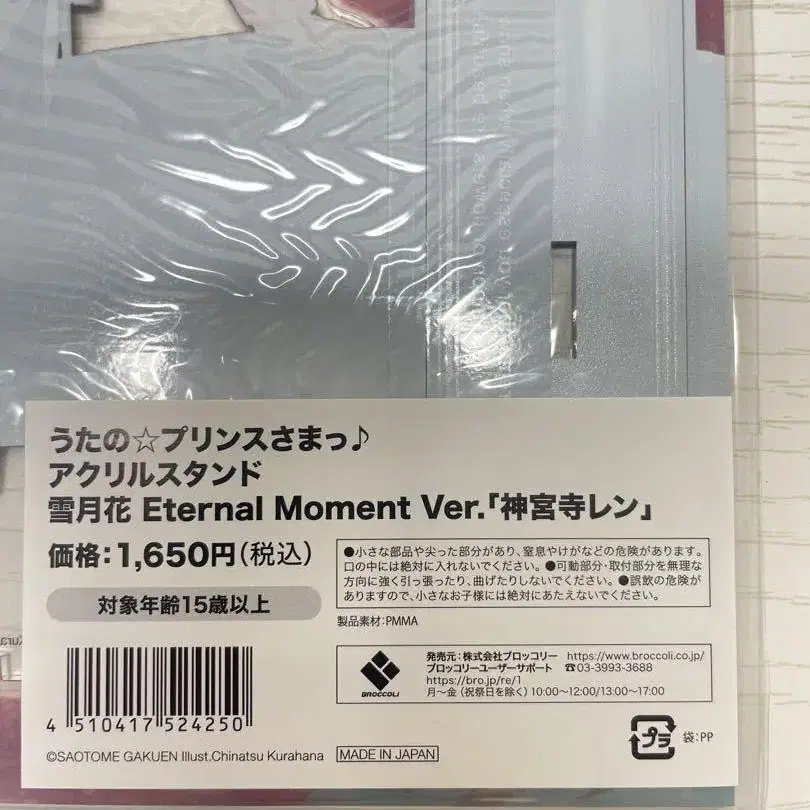 うたの☆プリンスさまっ♪
アクリルスタンド
雪月花 Eternal Moment Ver.「神宮寺レン」
価格：1,650円（税込）
対象年齢15歳以上
●小さな部品や尖った部分があり、窒息やけがなどの危険があります。
口の中には絶対に入れないでください。●可動部分・取付部分を無理な
方向に強く引っ張ったり、曲げたりしないでください。●誤飲の危険が
ありますので、小さなお子様には絶対にあたえないでください。
製品素材：PMMA
BROCCOLI
発売元：株式会社ブロッコリー https://www.broccoli.co.jp/
ブロッコリーユーザーサポート ☎03-3993-3688
https://bro.jp/re/1
月～金（祝祭日を除く）10:00～12:00/13:00～17:00
4 510417 524250
©SAOTOME GAKUEN Illust.Chinatsu Kurahana
MADE IN JAPAN
プラ
袋：PP